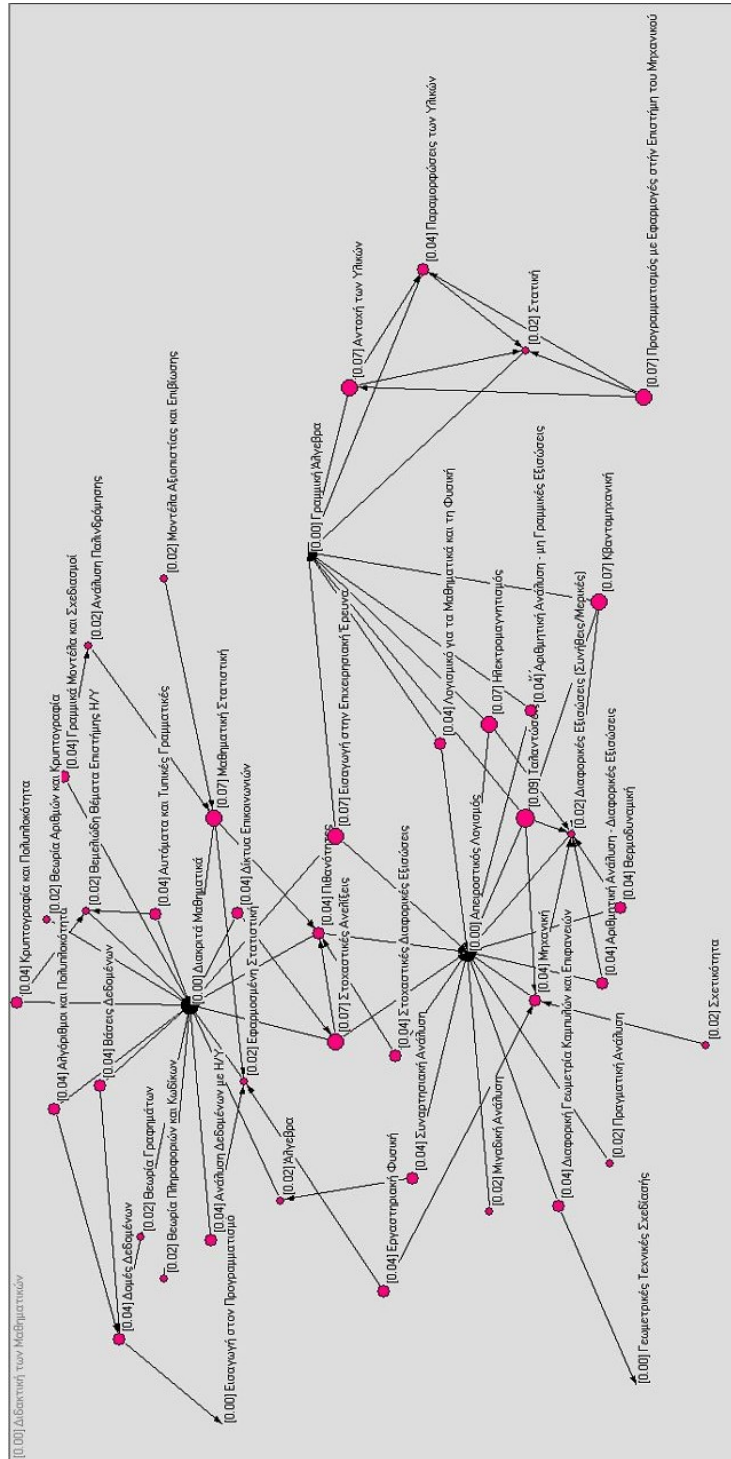 [0.00] Διδακτική των Μαθηματικών
[0.04] Κρυπτογραφία και Πολυπλοκότητα
[0.02] Θεωρία Αριθμών και Κρυπτογραφία
[0.04] Γραμμικά Μοντέλα και Σχεδιασμοί
[0.02] Ανάλυση Παλινδρόμησης
[0.04] Αλγόριθμοι και Πολυπλοκότητα
[0.02] Θεμελιώδη Θέματα Επιστήμης Η/Υ
[0.04] Βάσεις Δεδομένων
[0.04] Αυτόματα και Τυπικές Γραμματικές
[0.02] Μοντέλα Αξιοπιστίας και Επιβίωσης
[0.04] Δομές Δεδομένων
[0.02] Θεωρία Γραφημάτων
[0.02] Θεωρία Πληροφοριών και Κωδίκων
[0.00] Διακριτά Μαθηματικά
[0.07] Μαθηματική Στατιστική
[0.04] Ανάλυση Δεδομένων με Η/Υ
[0.04] Δίκτυα Επικοινωνιών
[0.00] Εισαγωγή στον Προγραμματισμό
[0.02] Εφαρμοσμένη Στατιστική
[0.02] Άλγεβρα
[0.04] Πιθανότητες
[0.00] Γραμμική Άλγεβρα
[0.07] Στοχαστικές Ανελίξεις
[0.07] Εισαγωγή στην Επιχειρησιακή Έρευνα
[0.07] Αντοχή των Υλικών
[0.04] Εργαστηριακή Φυσική
[0.04] Στοχαστικές Διαφορικές Εξισώσεις
[0.04] Συναρτησιακή Ανάλυση
[0.04] Παραμορφώσεις των Υλικών
[0.04] Λογισμικό για τα Μαθηματικά και τη Φυσική
[0.00] Απειροστικός Λογισμός
[0.02] Μιγαδική Ανάλυση
[0.07] Ηλεκτρομαγνητισμός
[0.09] Ταλαντώσεις
[0.04] Αριθμητική Ανάλυση - μη Γραμμικές Εξισώσεις
[0.02] Στατική
[0.04] Μηχανική
[0.04] Διαφορική Γεωμετρία Καμπυλών και Επιφανειών
[0.02] Διαφορικές Εξισώσεις [Συνήθεις/Μερικές]
[0.07] Κβαντομηχανική
[0.04] Αριθμητική Ανάλυση - Διαφορικές Εξισώσεις
[0.02] Πραγματική Ανάλυση
[0.04] Θερμοδυναμική
[0.00] Γεωμετρικές Τεχνικές Σχεδίασής
[0.07] Προγραμματισμός με Εφαρμογές στήν Επιστήμη του Μηχανικού
[0.02] Σχετικότητα